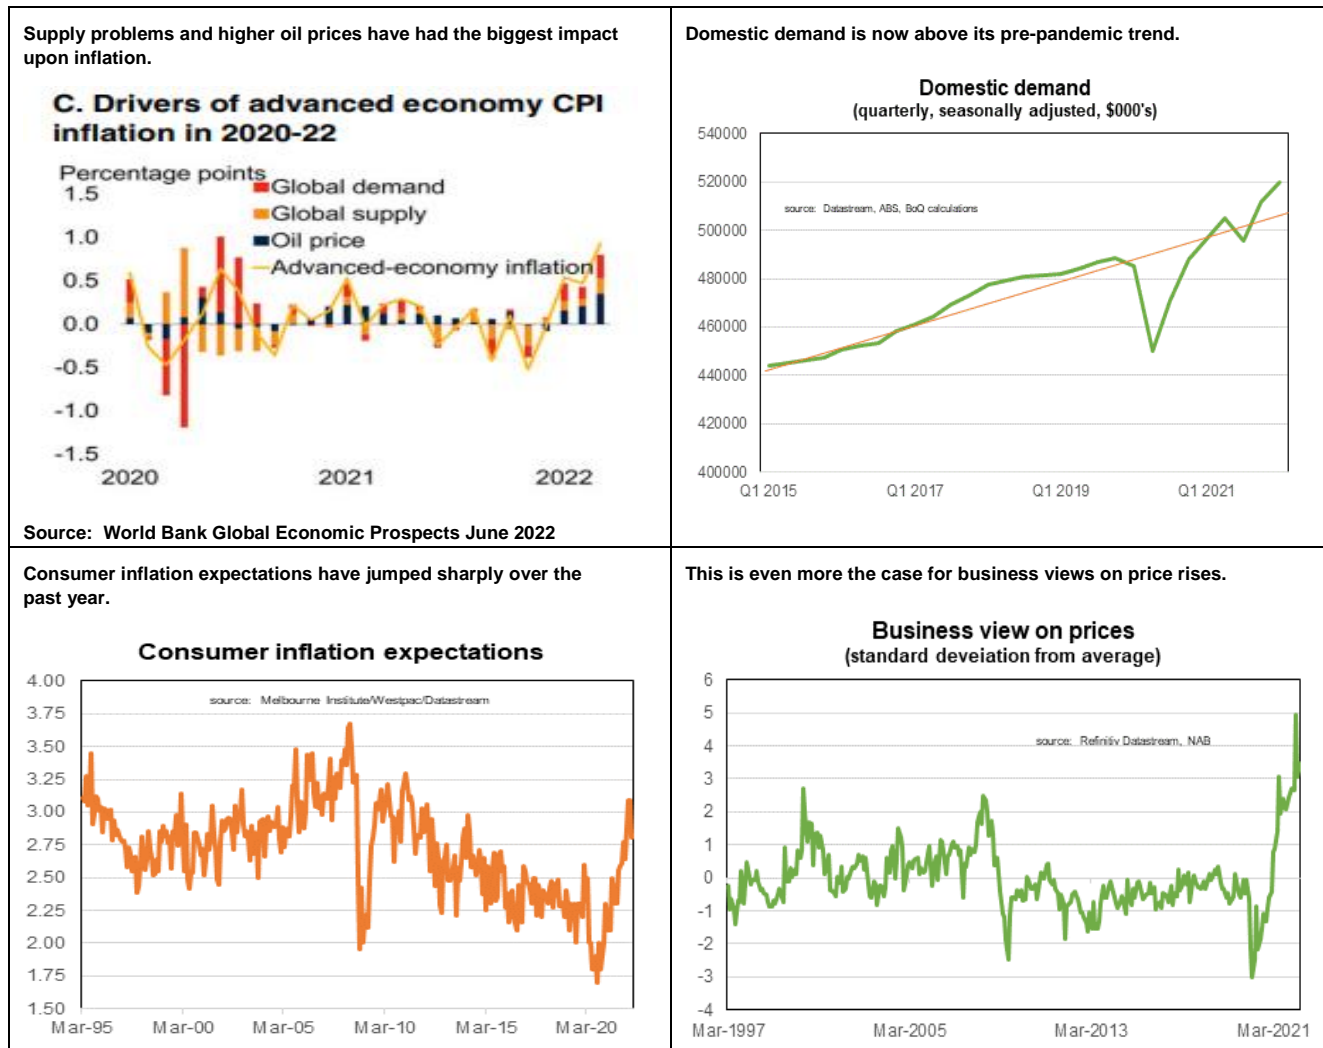 Supply problems and higher oil prices have had the biggest impact
upon inflation.
C. Drivers of advanced economy CPI
inflation in 2020-22
Percentage points
1.5
Global demand
Global supply
1.0
Oil price
Advanced-economy inflation
0.5
0.0
-0.5
-1.0
-1.5
2020 2021 2022
Source: World Bank Global Economic Prospects June 2022
Domestic demand is now above its pre-pandemic trend.
Domestic demand
(quarterly, seasonally adjusted, $000's)
540000
520000
source: Datastream, ABS, BoQ calculations
500000
480000
460000
440000
420000
400000
Q1 2015 Q1 2017 Q1 2019 Q1 2021
Consumer inflation expectations have jumped sharply over the
past year.
Consumer inflation expectations
4.00
source: Melbourne Institute/Westpac/Datastream
3.75
3.50
3.25
3.00
2.75
2.50
2.25
2.00
1.75
1.50
Mar-95 Mar-00 Mar-05 Mar-10 Mar-15 Mar-20
This is even more the case for business views on price rises.
Business view on prices
(standard deveiation from average)
6
5
source: Refinitiv Datastream, NAB
4
3
2
1
0
-1
-2
-3
-4
Mar-1997 Mar-2005 Mar-2013 Mar-2021